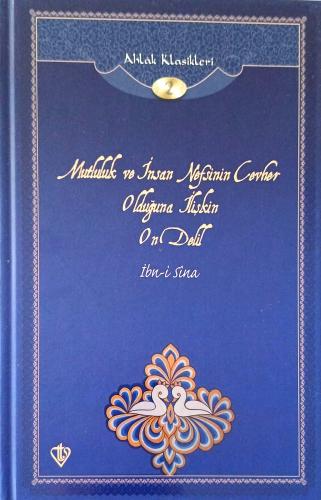 Ahlak Klasikleri
2
Mutluluk ve İnsan Nefsinin Cevher
Olduğuna İlişkin
On Delil
İbn-i Sina